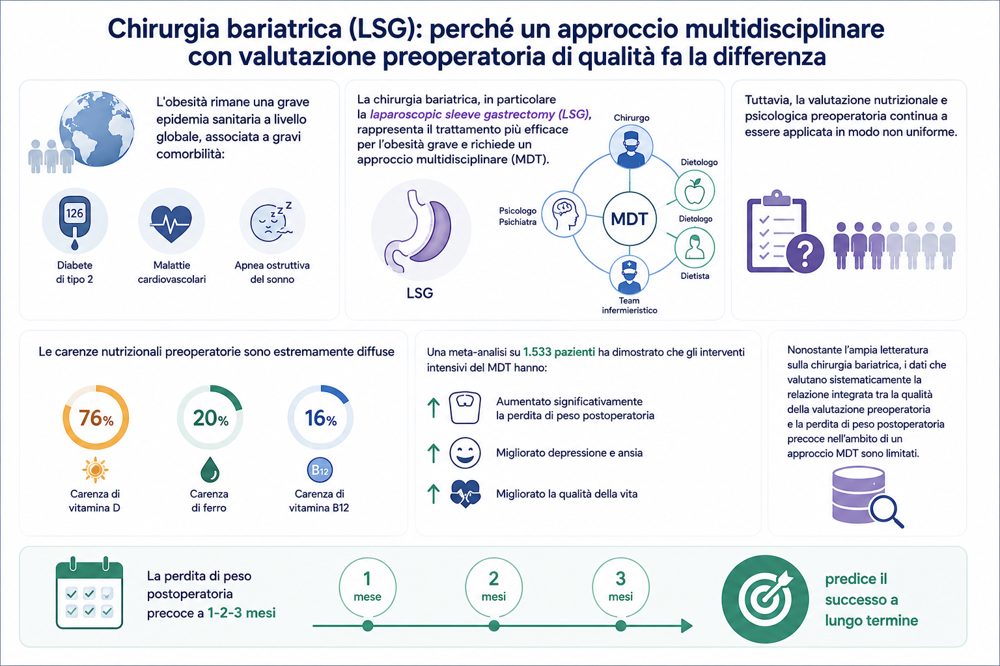 Chirurgia bariatrica (LSG): perché un approccio multidisciplinare
con valutazione preoperatoria di qualità fa la differenza
L'obesità rimane una grave
epidemia sanitaria a livello
globale, associata a gravi
comorbilità:
126
z z Z
Diabete
di tipo 2
Malattie
cardiovascolari
Apnea ostruttiva
del sonno
La chirurgia bariatrica, in particolare
la laparoscopic sleeve gastrectomy (LSG),
rappresenta il trattamento più efficace
per l'obesità grave e richiede un
approccio multidisciplinare (MDT).
LSG
Chirurgo
Dietologo
Psicologo
Psichiatra
MDT
Dietologo
Dietista
Team
infermieristico
Tuttavia, la valutazione nutrizionale e
psicologica preoperatoria continua a
essere applicata in modo non uniforme.
?
Le carenze nutrizionali preoperatorie sono estremamente diffuse
76%
20%
16%
B12
Carenza di
vitamina D
Carenza
di ferro
Carenza di
vitamina B12
Una meta-analisi su 1.533 pazienti ha dimostrato che gli interventi
intensivi del MDT hanno:
Aumentato significativamente
la perdita di peso postoperatoria
Migliorato depressione e ansia
Migliorato la qualità della vita
Nonostante l'ampia letteratura
sulla chirurgia bariatrica, i dati che
valutano sistematicamente la
relazione integrata tra la qualità
della valutazione preoperatoria
e la perdita di peso postoperatoria
precoce nell'ambito di un
approccio MDT sono limitati.
La perdita di peso
postoperatoria
precoce a 1-2-3 mesi
1
mese
2
mesi
3
mesi
predice il
successo a
lungo termine